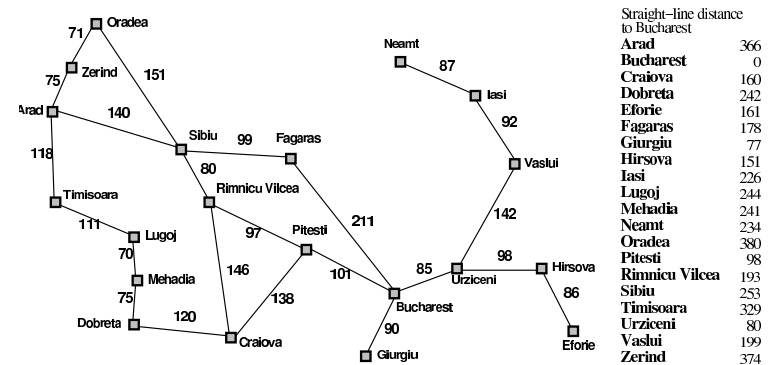 Oradea
71
Zerind
75
151
Arad
140
118
Sibiu
99
Fagaras
80
Timisoara
Rimnicu Vilcea
111
Lugoj
97
Pitesti
211
70
Mehadia
146
101
75
138
Dobreta
120
Craiova
Neamt
87
Iasi
92
Vaslui
142
85
98
Hirsova
Urziceni
86
Bucharest
90
Giurgiu
Eforie
Straight-line distance
to Bucharest
Arad 366
Bucharest 0
Craiova 160
Dobreta 242
Eforie 161
Fagaras 178
Giurgiu 77
Hirsova 151
Iasi 226
Lugoj 244
Mehadia 241
Neamt 234
Oradea 380
Pitesti 98
Rimnicu Vilcea 193
Sibiu 253
Timisoara 329
Urziceni 80
Vaslui 199
Zerind 374